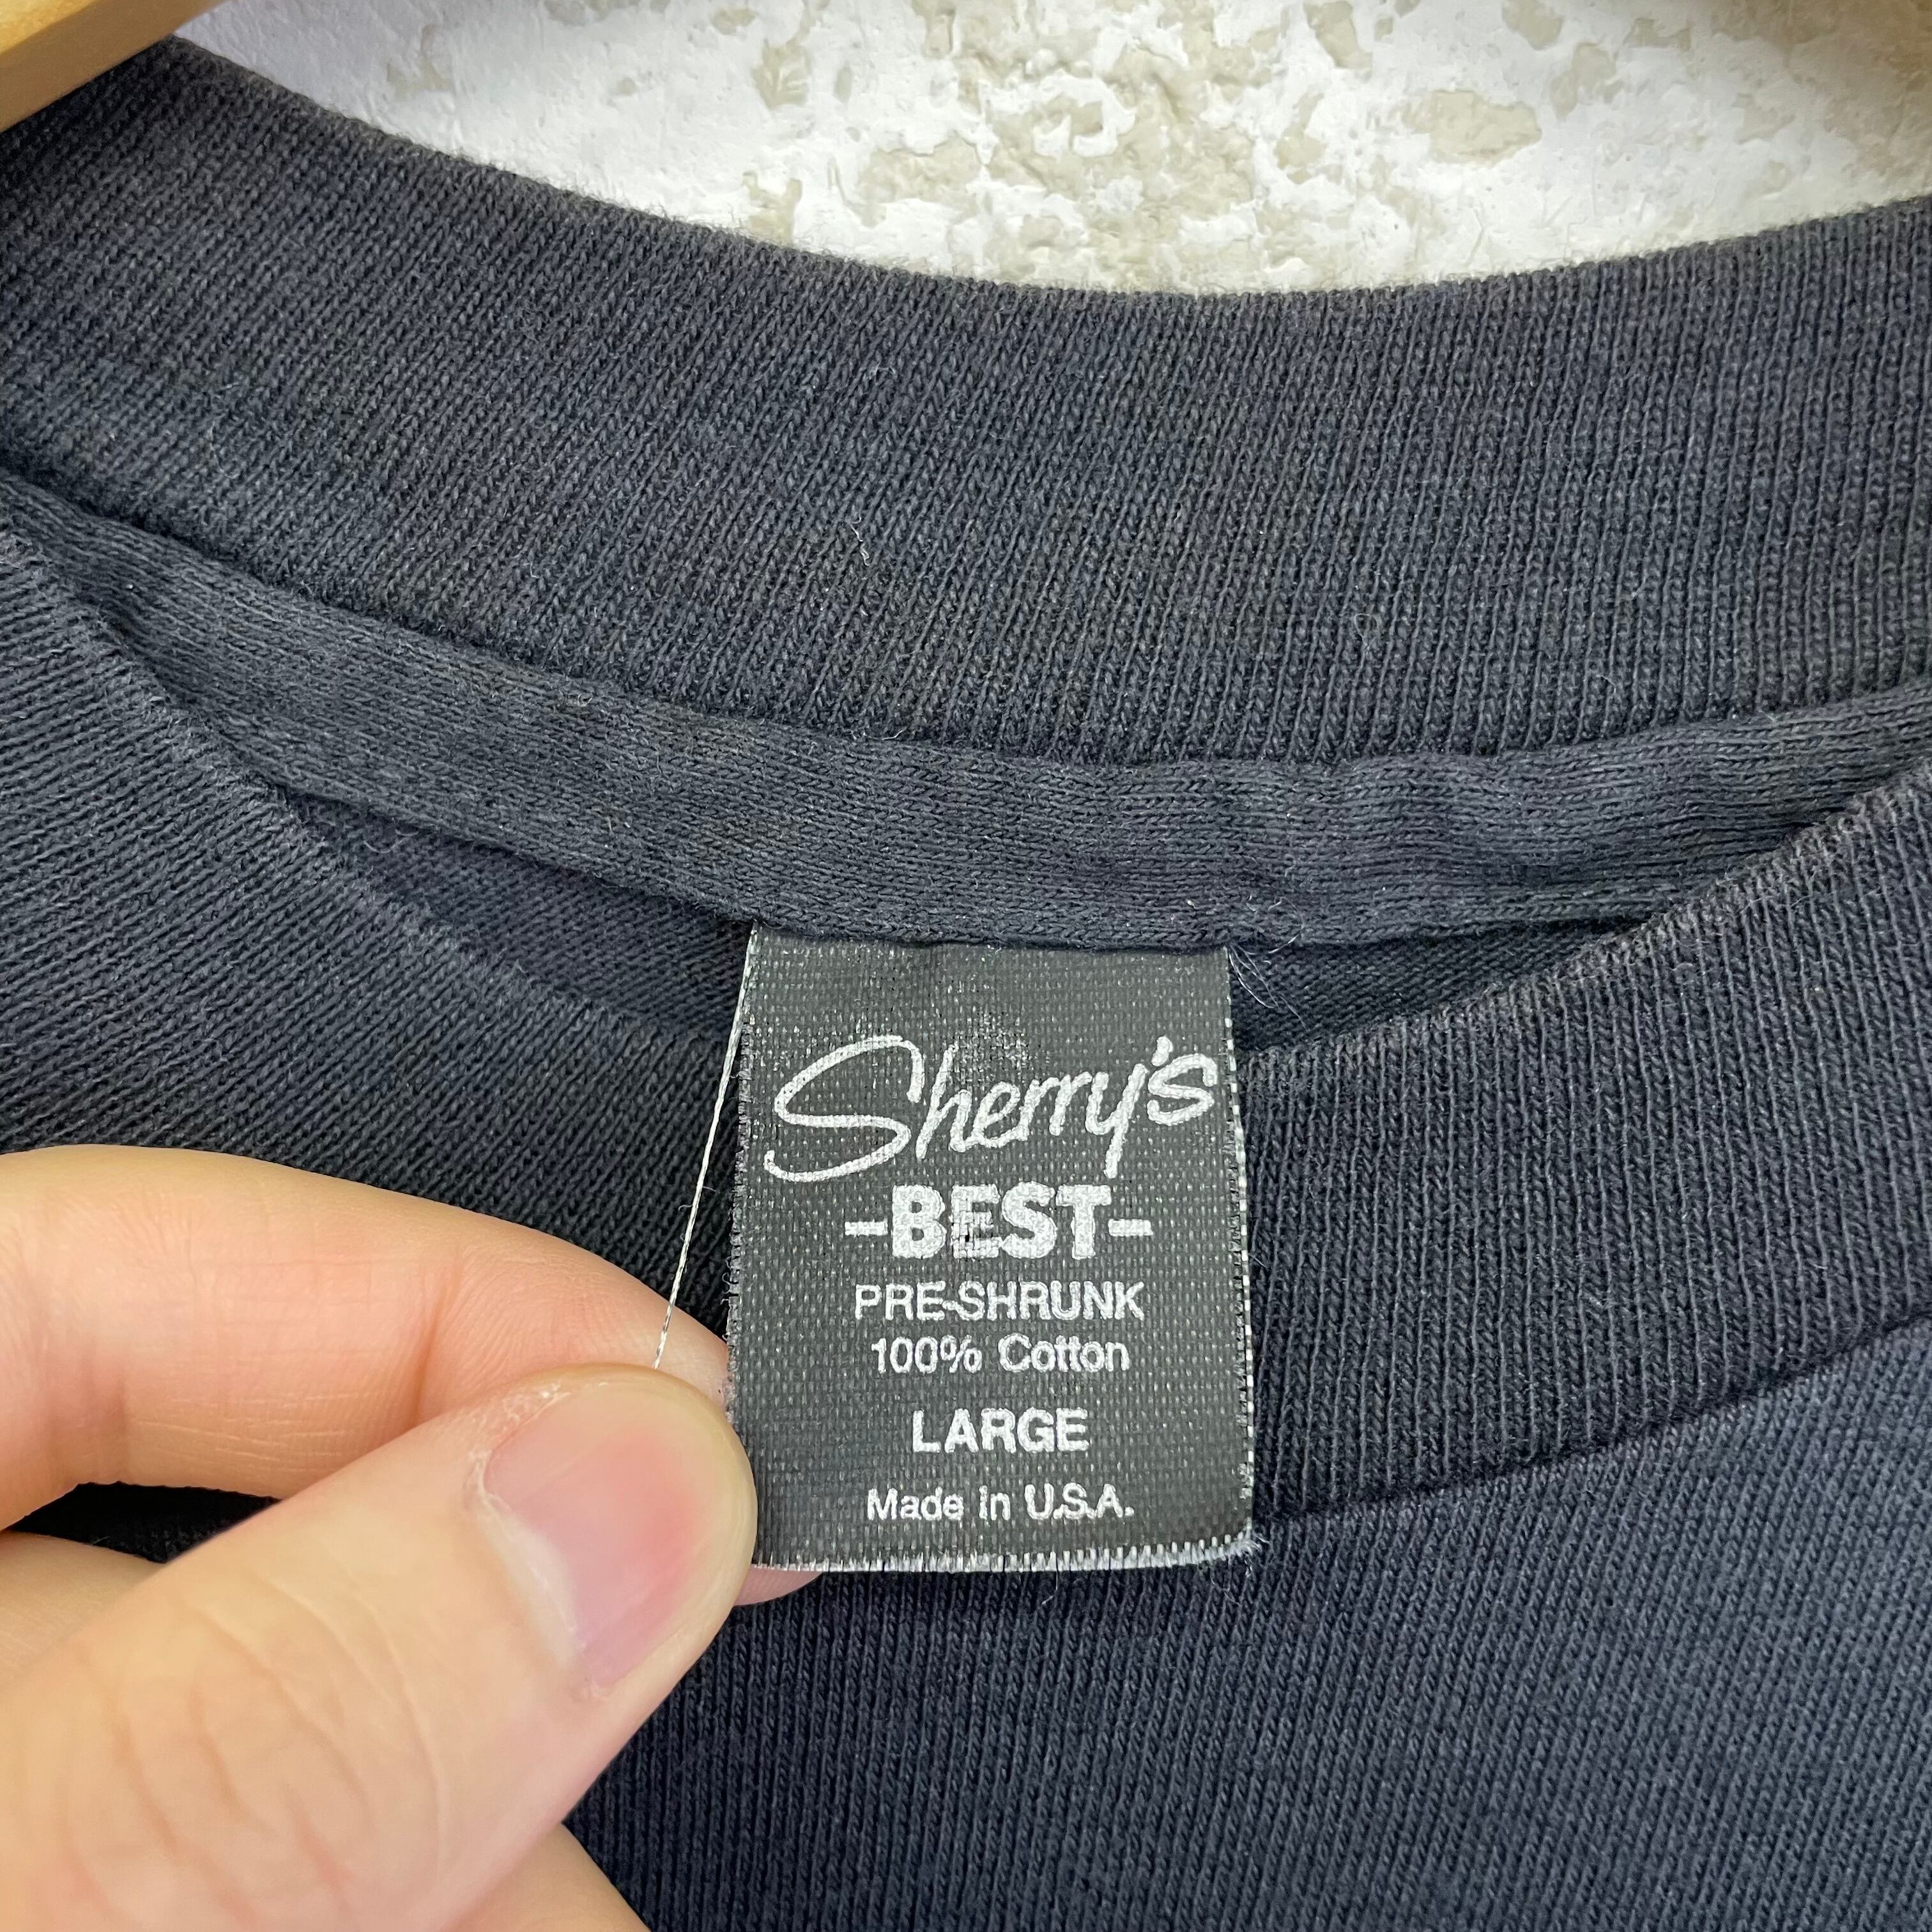 Sherry's
-BEST-
PRE-SHRUNK
100% Cotton
LARGE
Made in U.S.A.